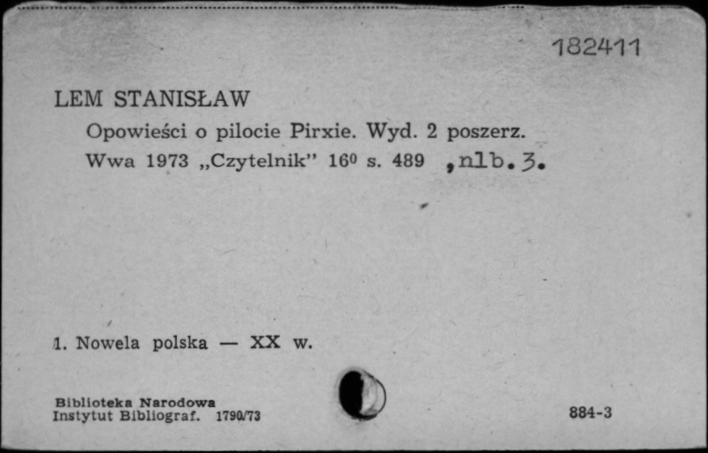 182411
LEM STANISŁAW
Opowieści o pilocie Pirxie. Wyd. 2 poszerz.
Wwa 1973 „Czytelnik” 16⁰ s. 489 ,nlb.3.
1. Nowela polska — XX w.
Biblioteka Narodowa
Instytut Bibliograf. 1790/73
884-3